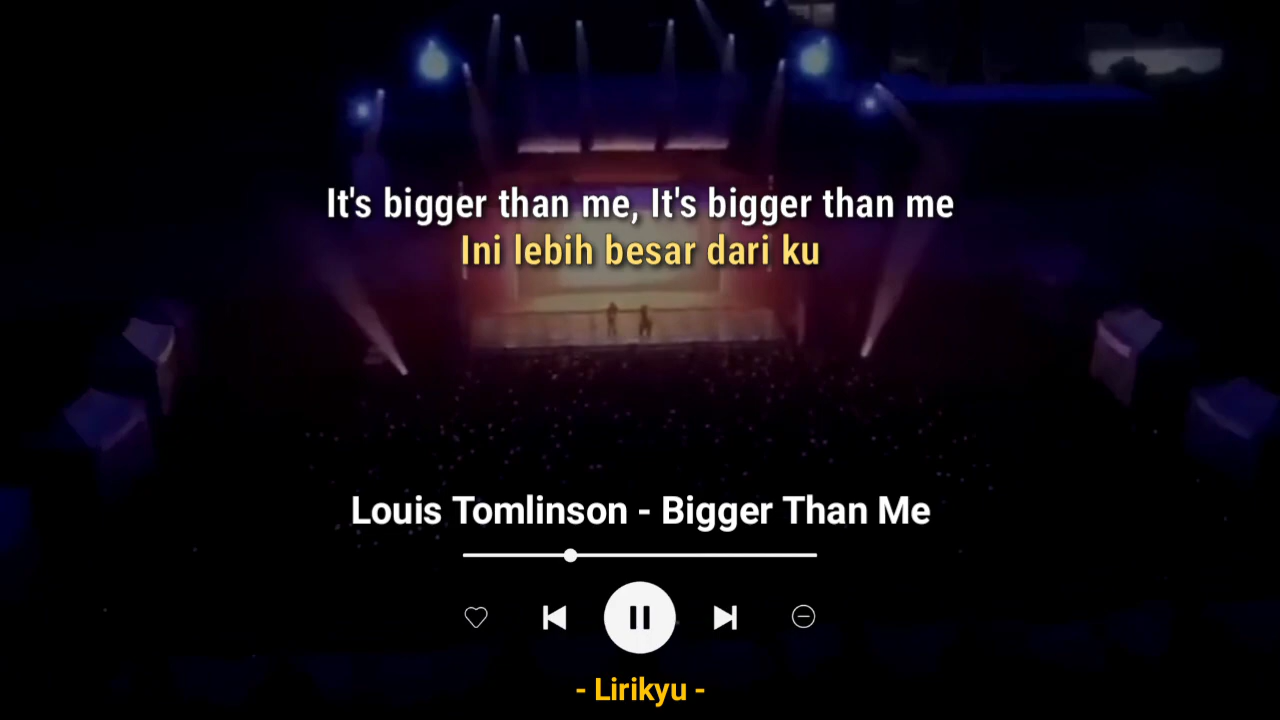 It's bigger than me, It's bigger than me
Ini lebih besar dari ku
Louis Tomlinson - Bigger Than Me
- Lirikyu -